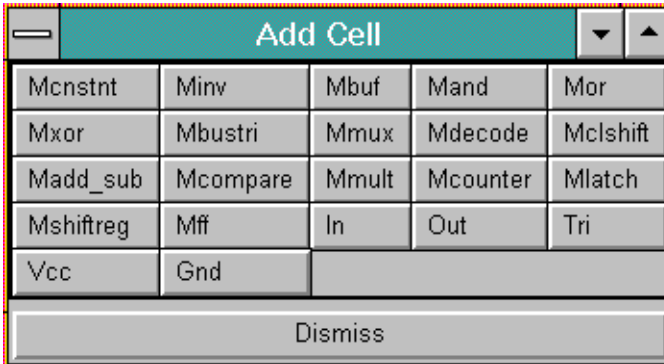 Add Cell
Mcnstnt Minv Mbuf Mand Mor
Mxor Mbustri Mmux Mdecode Mclshift
Madd_sub Mcompare Mmult Mcounter Mlatch
Mshiftreg Mff In Out Tri
Vcc Gnd
Dismiss